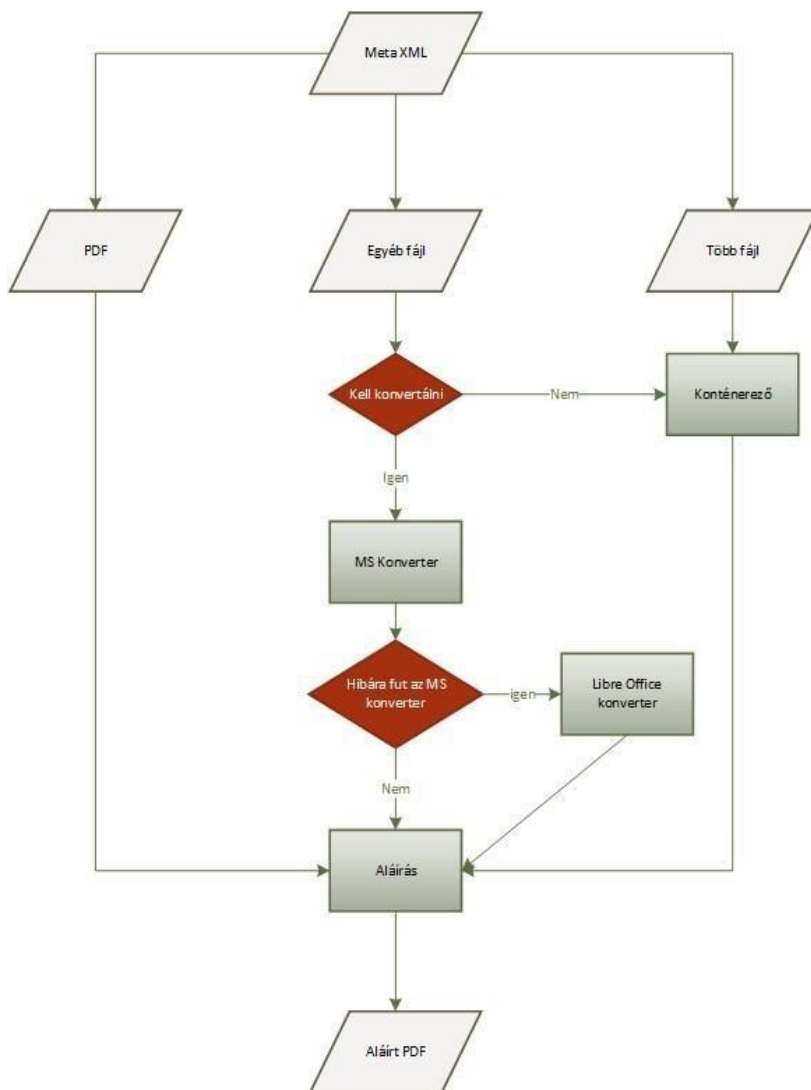 Meta XML
PDF
Egyéb fájl
Több fájl
Kell konvertálni
Nem
Konténerező
Igen
MS Konverter
Hibára fut az MS
konverter
igen
Libre Office
konverter
Nem
Aláírás
Aláírt PDF